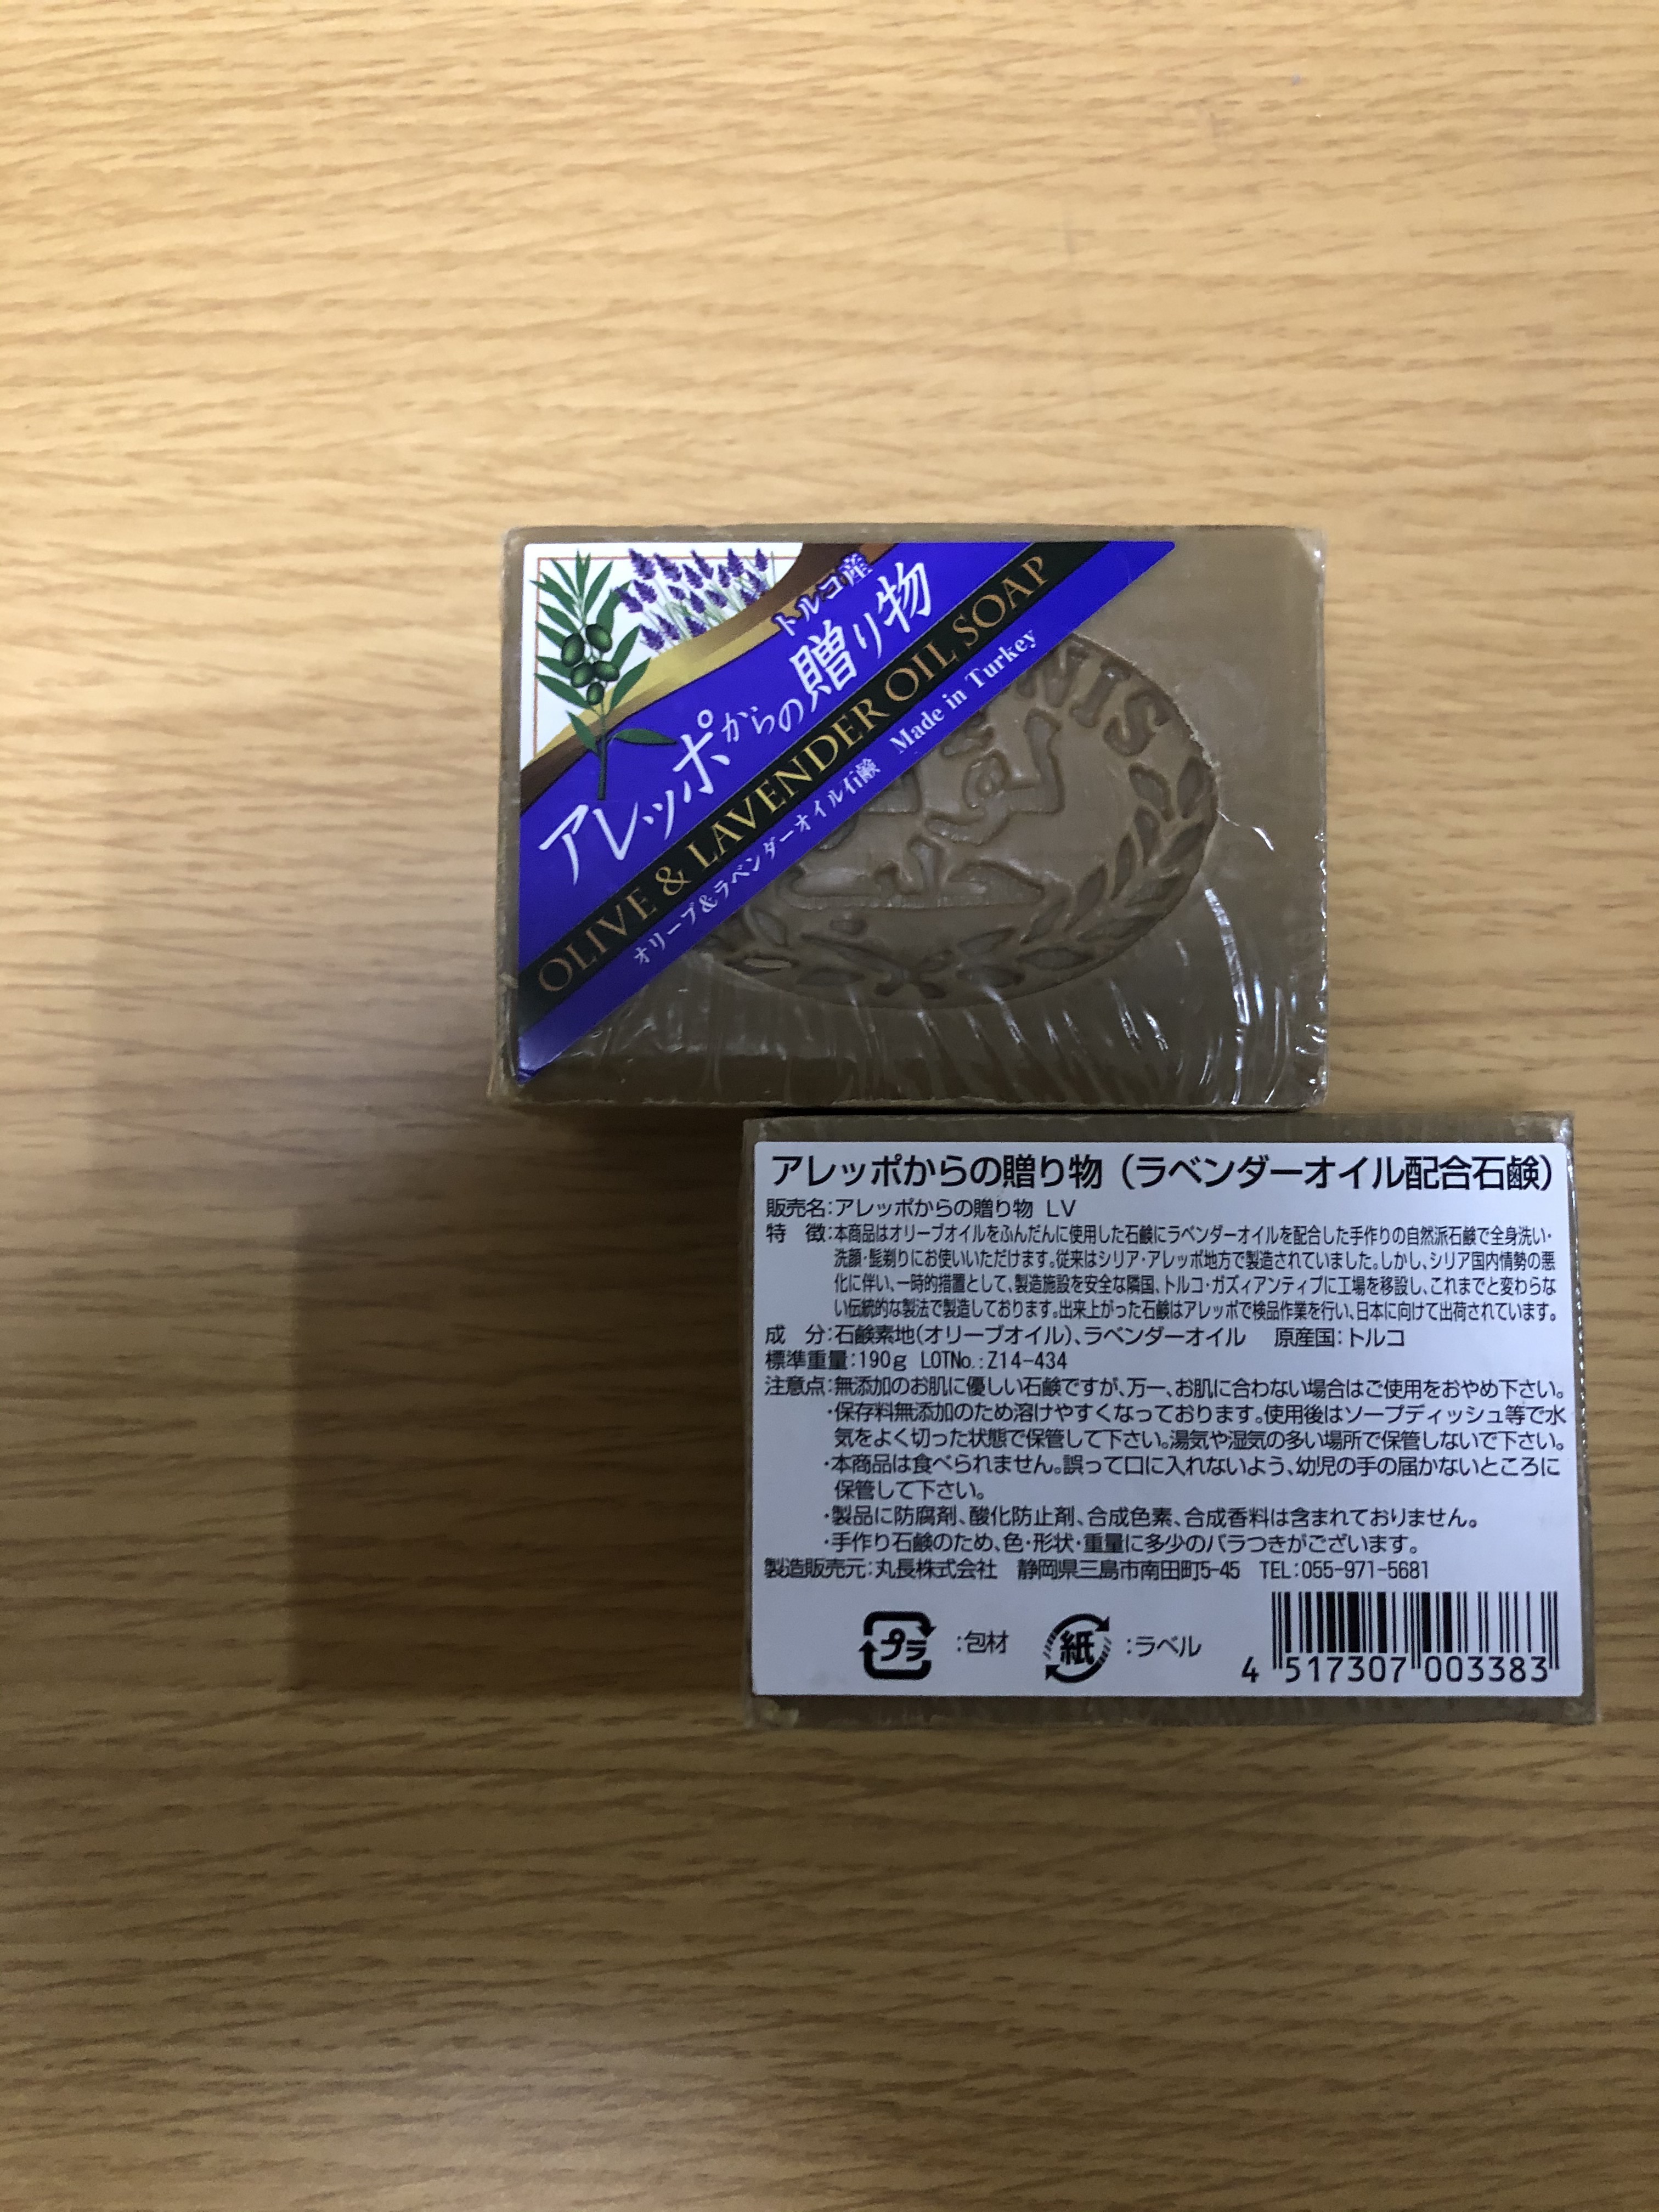 トルコ産
アレッポからの贈り物
OLIVE & LAVENDER OIL SOAP
オリーブ&ラベンダーオイル石鹸 Made in Turkey
アレッポからの贈り物（ラベンダーオイル配合石鹸）
販売名:アレッポからの贈り物 LV
特 徴:本商品はオリーブオイルをふんだんに使用した石鹸にラベンダーオイルを配合した手作りの自然派石鹸で全身洗い・
洗顔・髭剃りにお使いいただけます。従来はシリア・アレッポ地方で製造されていました。しかし、シリア国内情勢の悪
化に伴い、一時的措置として、製造施設を安全な隣国、トルコ・ガズィアンティプに工場を移設し、これまでと変わらな
い伝統的な製法で製造しております。出来上がった石鹸はアレッポで検品作業を行い、日本に向けて出荷されています。
成 分:石鹸素地(オリーブオイル)、ラベンダーオイル 原産国:トルコ
標準重量:190g LOTNo.:Z14-434
注意点:無添加のお肌に優しい石鹸ですが、万一、お肌に合わない場合はご使用をおやめ下さい。
・保存料無添加のため溶けやすくなっております。使用後はソープディッシュ等で水
気をよく切った状態で保管して下さい。湯気や湿気の多い場所で保管しないで下さい。
・本商品は食べられません。誤って口に入れないよう、幼児の手の届かないところに
保管して下さい。
・製品に防腐剤、酸化防止剤、合成色素、合成香料は含まれておりません。
・手作り石鹸のため、色・形状・重量に多少のバラつきがございます。
製造販売元:丸長株式会社 静岡県三島市南田町5-45 TEL:055-971-5681
プラ :包材 紙 :ラベル
4 517307 003383